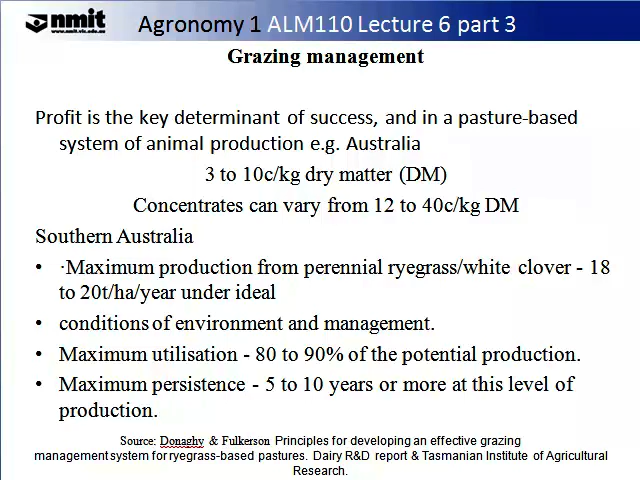 nmit
www.nmit.vic.edu.au
Agronomy 1 ALM110 Lecture 6 part 3
Grazing management
Profit is the key determinant of success, and in a pasture-based
system of animal production e.g. Australia
3 to 10c/kg dry matter (DM)
Concentrates can vary from 12 to 40c/kg DM
Southern Australia
• ·Maximum production from perennial ryegrass/white clover - 18
to 20t/ha/year under ideal
• conditions of environment and management.
• Maximum utilisation - 80 to 90% of the potential production.
• Maximum persistence - 5 to 10 years or more at this level of
production.
Source: Donaghy & Fulkerson Principles for developing an effective grazing
management system for ryegrass-based pastures. Dairy R&D report & Tasmanian Institute of Agricultural
Research.